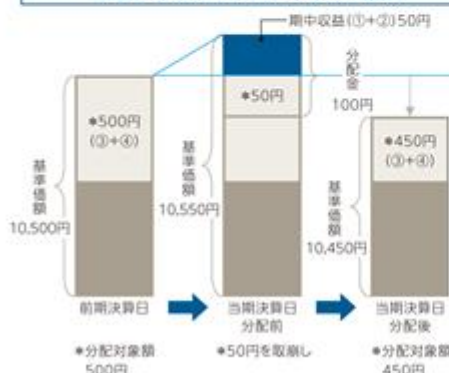 期中収益(①+②)50円
分配金
100円
*500円
(③+④)
*50円
*450円
(③+④)
基準価額
10,500円
基準価額
10,550円
基準価額
10,450円
前期決算日
当期決算日
分配前
当期決算日
分配後
*分配対象額
500円
*50円を取崩し
*分配対象額
450円